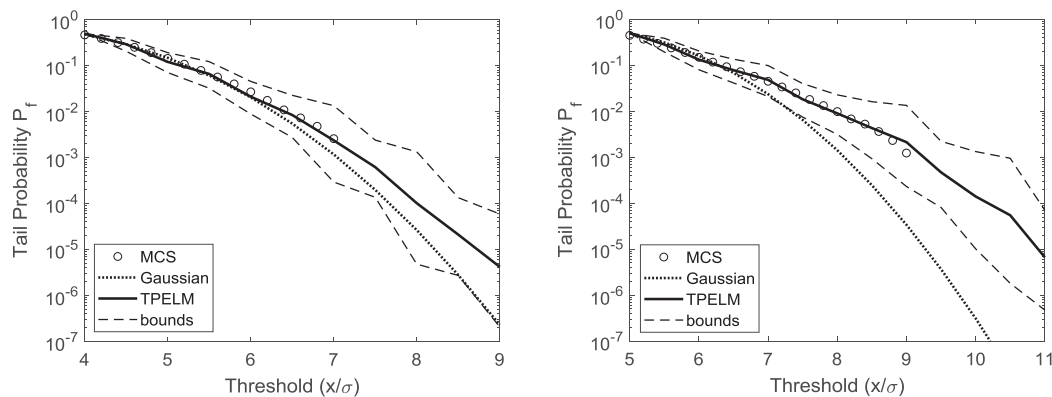 10^0
10^-1
10^-2
10^-3
10^-4
10^-5
10^-6
10^-7
Tail Probability P_f
MCS
Gaussian
TPELM
bounds
4 5 6 7 8 9
Threshold (x/σ)
10^0
10^-1
10^-2
10^-3
10^-4
10^-5
10^-6
10^-7
Tail Probability P_f
MCS
Gaussian
TPELM
bounds
5 6 7 8 9 10 11
Threshold (x/σ)